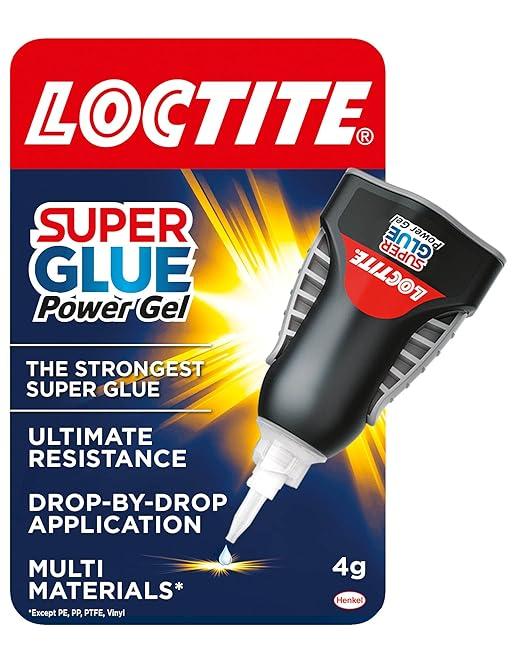 LOCTITE®
SUPER
GLUE
Power Gel
THE STRONGEST
SUPER GLUE
ULTIMATE
RESISTANCE
DROP-BY-DROP
APPLICATION
MULTI
MATERIALS*
*Except PE, PP, PTFE, Vinyl
SUPER
GLUE
Power Gel
LOCTITE®
4g
Henkel